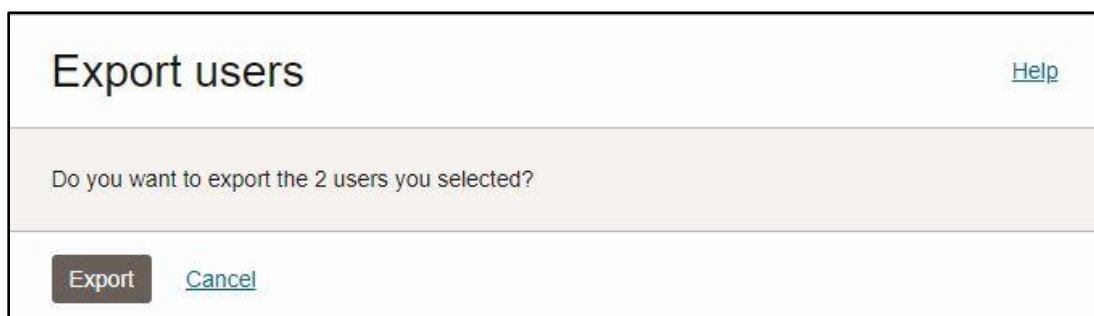 Export users
Help
Do you want to export the 2 users you selected?
Export
Cancel